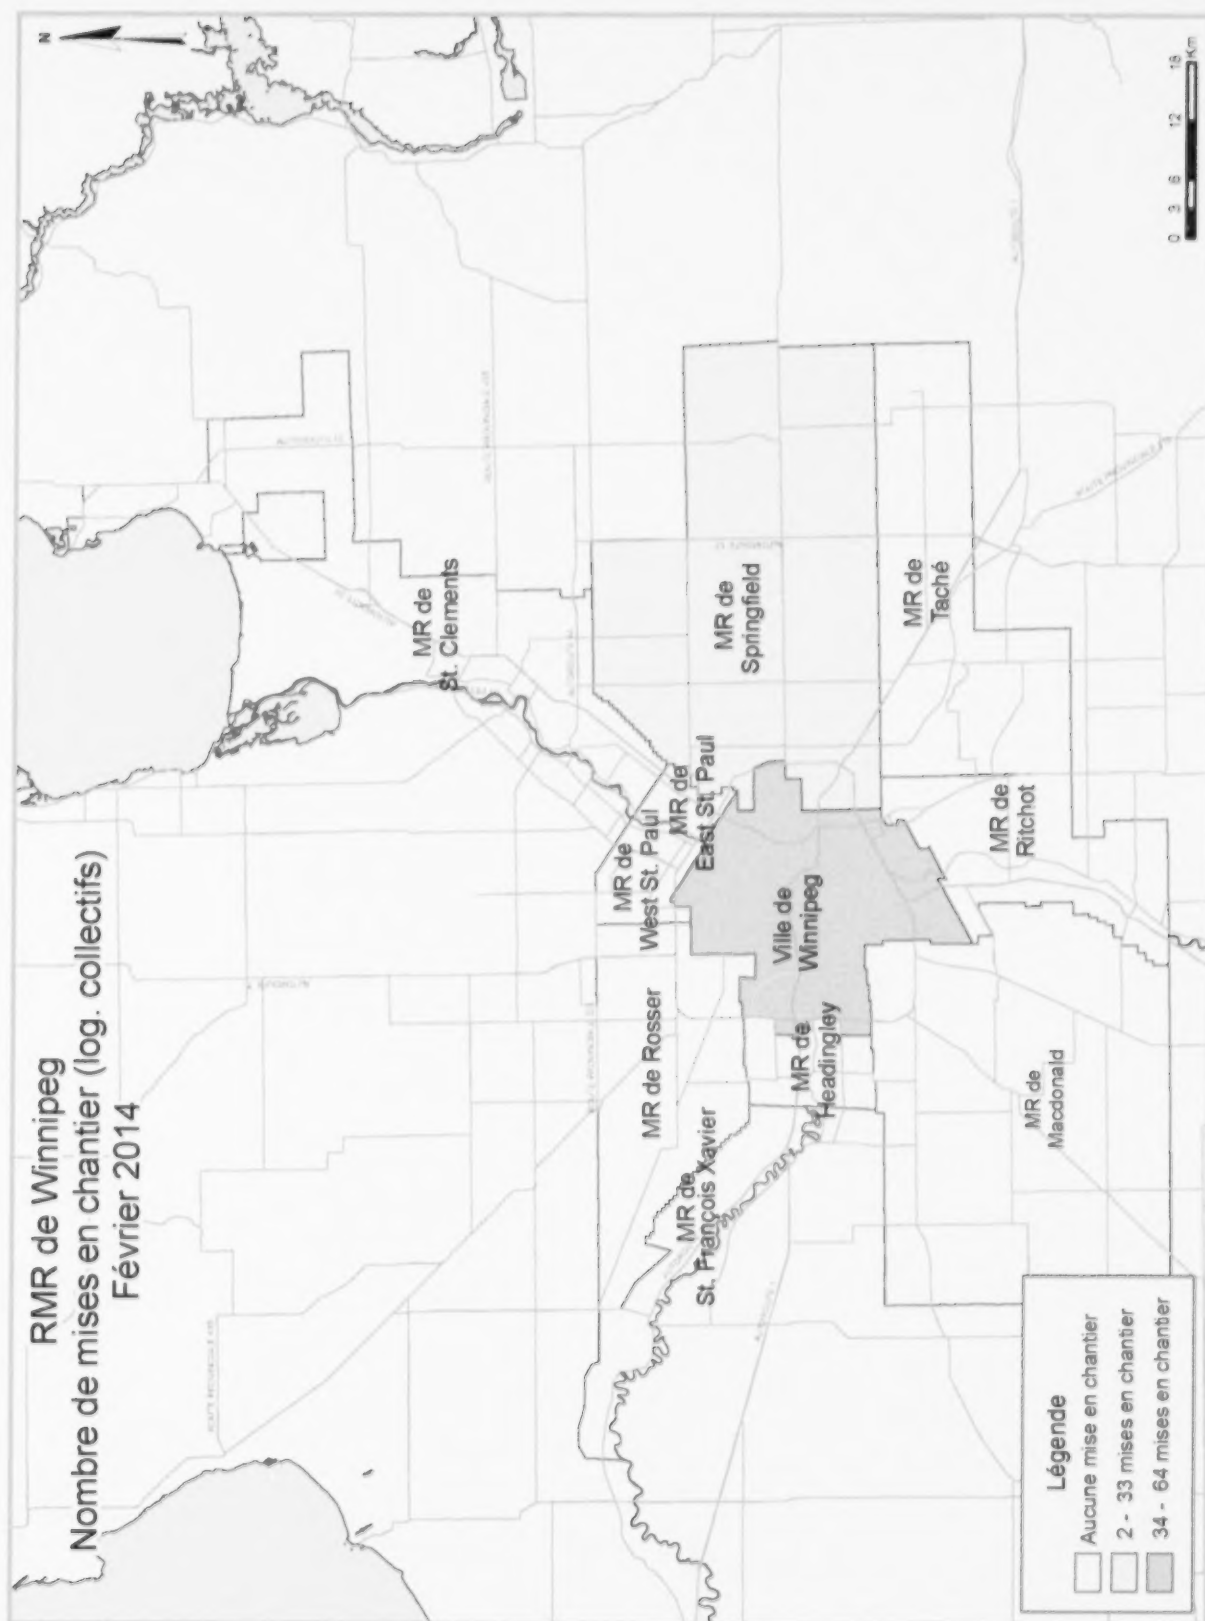 RMR de Winnipeg
Nombre de mises en chantier (log. collectifs)
Février 2014
N
MR de
St. Clements
MR de
West St. Paul
MR de
East St. Paul
MR de Rosser
MR de
St. François Xavier
MR de
Springfield
Ville de
Winnipeg
MR de
Headingley
MR de
Taché
MR de
Ritchot
MR de
Macdonald
Légende
Aucune mise en chantier
2 - 33 mises en chantier
34 - 64 mises en chantier
0 3 6 12 18
Km